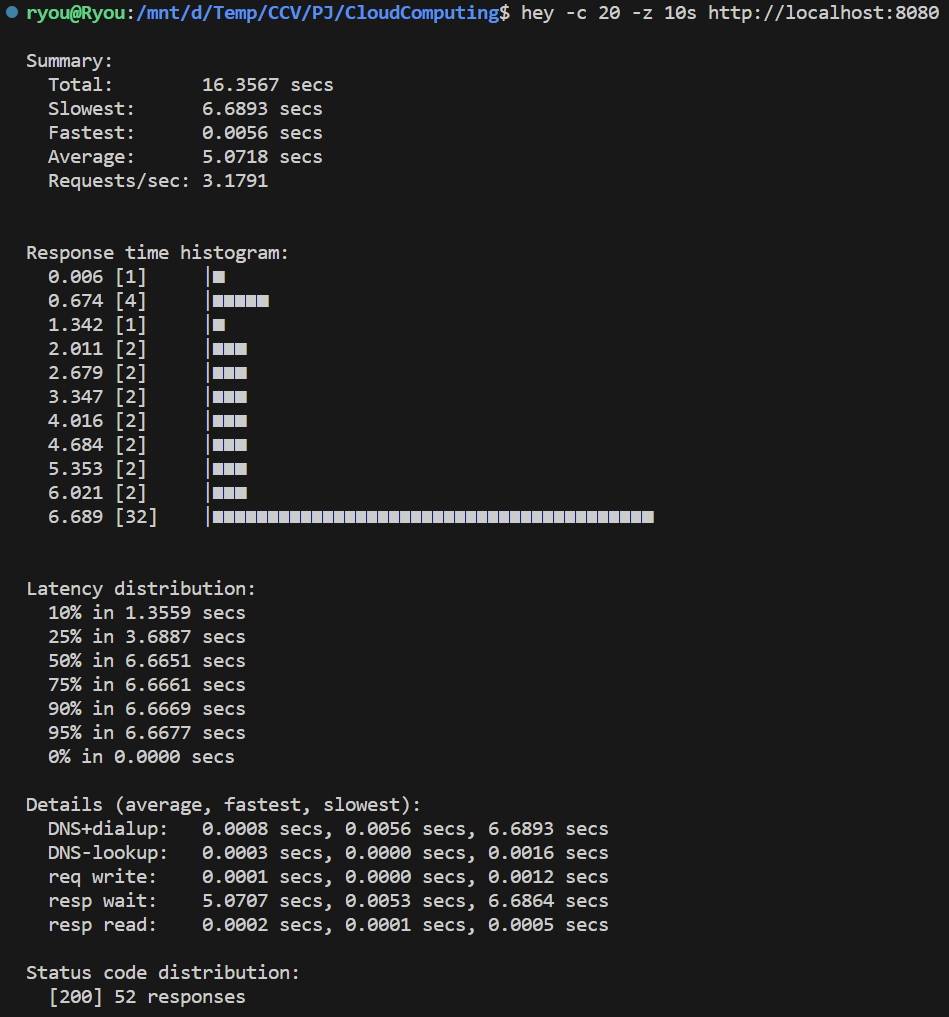 ryou@Ryou:/mnt/d/Temp/CCV/PJ/CloudComputing$ hey -c 20 -z 10s http://localhost:8080
Summary:
Total: 16.3567 secs
Slowest: 6.6893 secs
Fastest: 0.0056 secs
Average: 5.0718 secs
Requests/sec: 3.1791
Response time histogram:
0.006 [1] |■
0.674 [4] |■■■■■
1.342 [1] |■
2.011 [2] |■■■
2.679 [2] |■■■
3.347 [2] |■■■
4.016 [2] |■■■
4.684 [2] |■■■
5.353 [2] |■■■
6.021 [2] |■■■
6.689 [32] |■■■■■■■■■■■■■■■■■■■■■■■■■■■■■■■■■■■■■■■■
Latency distribution:
10% in 1.3559 secs
25% in 3.6887 secs
50% in 6.6651 secs
75% in 6.6661 secs
90% in 6.6669 secs
95% in 6.6677 secs
0% in 0.0000 secs
Details (average, fastest, slowest):
DNS+dialup: 0.0008 secs, 0.0056 secs, 6.6893 secs
DNS-lookup: 0.0003 secs, 0.0000 secs, 0.0016 secs
req write: 0.0001 secs, 0.0000 secs, 0.0012 secs
resp wait: 5.0707 secs, 0.0053 secs, 6.6864 secs
resp read: 0.0002 secs, 0.0001 secs, 0.0005 secs
Status code distribution:
[200] 52 responses